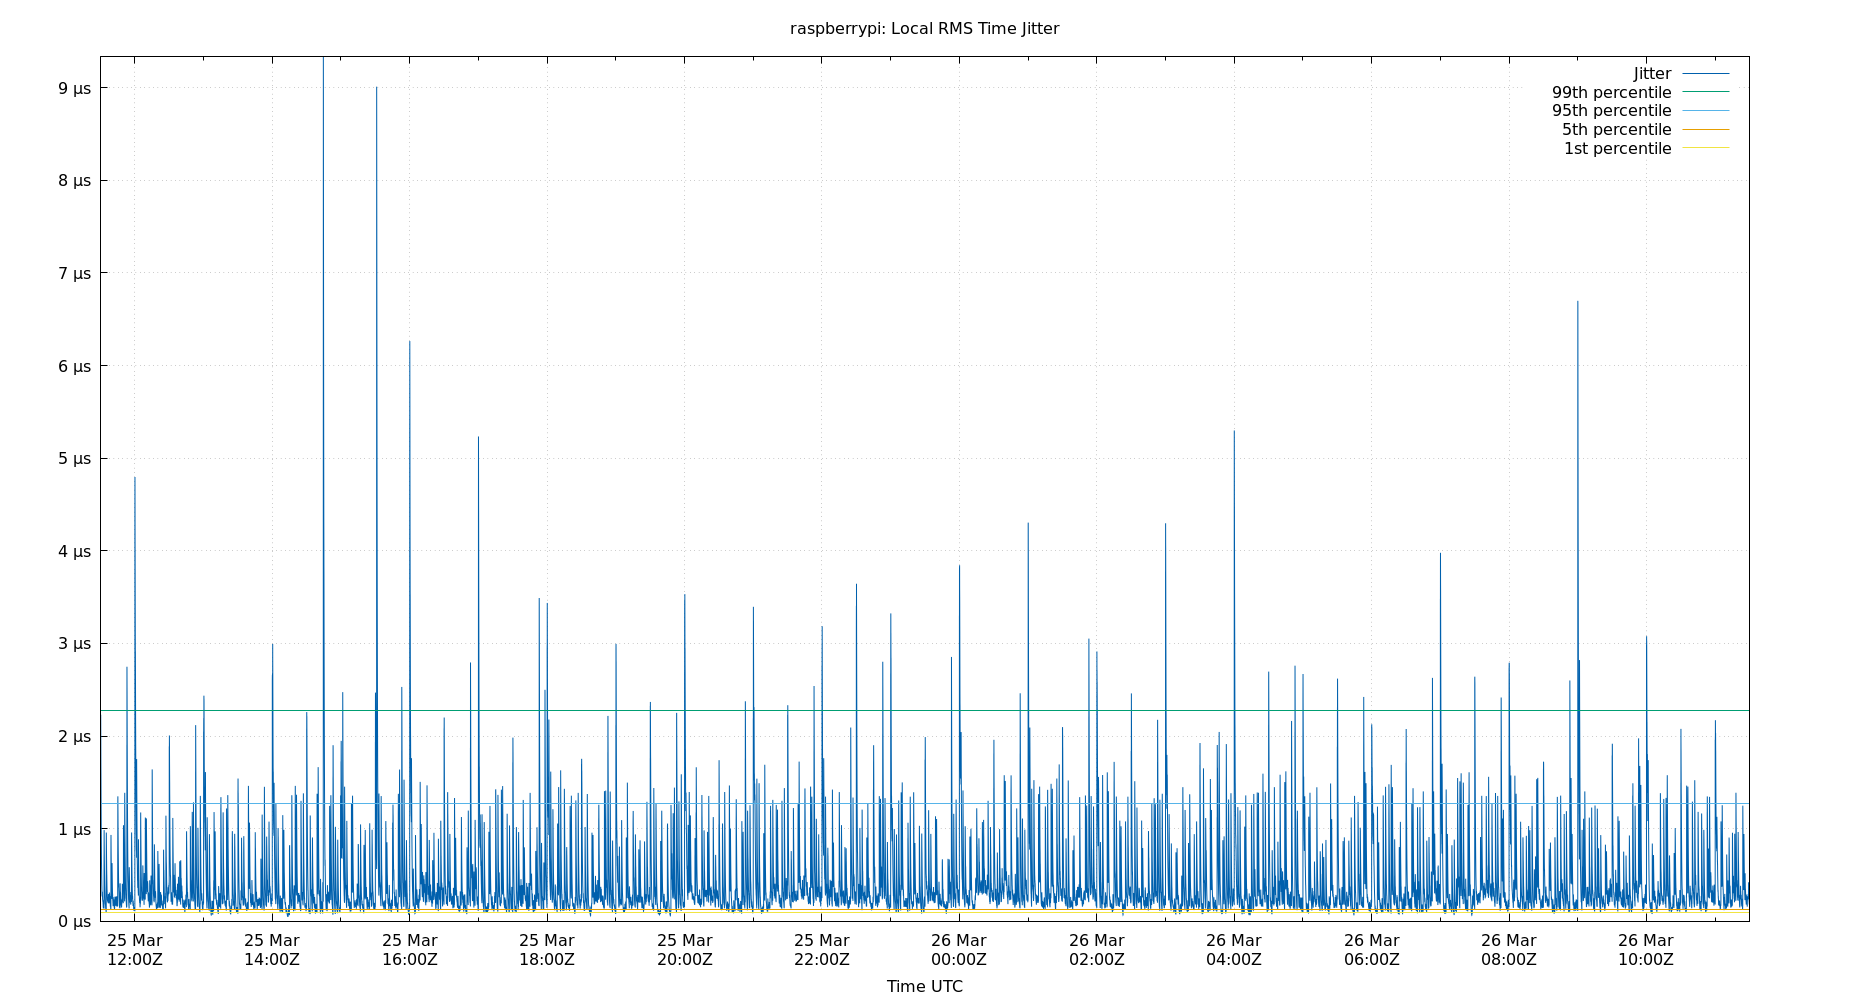 raspberrypi: Local RMS Time Jitter
Jitter
99th percentile
95th percentile
5th percentile
1st percentile
9 µs
8 µs
7 µs
6 µs
5 µs
4 µs
3 µs
2 µs
1 µs
0 µs
25 Mar 25 Mar 25 Mar 25 Mar 25 Mar 25 Mar 26 Mar 26 Mar 26 Mar 26 Mar 26 Mar 26 Mar
12:00Z 14:00Z 16:00Z 18:00Z 20:00Z 22:00Z 00:00Z 02:00Z 04:00Z 06:00Z 08:00Z 10:00Z
Time UTC